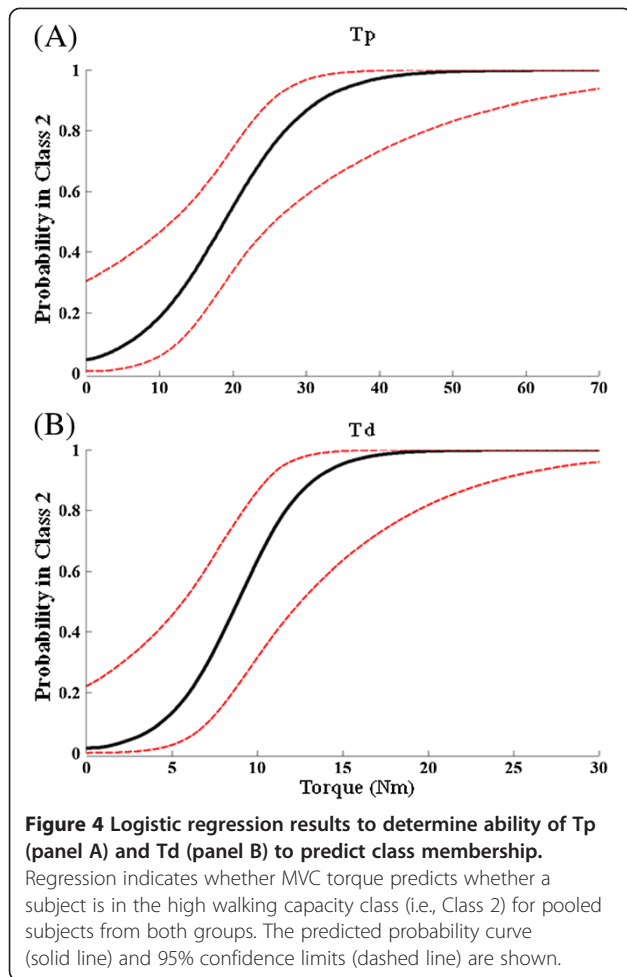 (A)
Tp
1
0.8
0.6
0.4
0.2
0
Probability in Class 2
0 10 20 30 40 50 60 70
(B)
Td
1
0.8
0.6
0.4
0.2
0
Probability in Class 2
0 5 10 15 20 25 30
Torque (Nm)
Figure 4 Logistic regression results to determine ability of Tp
(panel A) and Td (panel B) to predict class membership.
Regression indicates whether MVC torque predicts whether a
subject is in the high walking capacity class (i.e., Class 2) for pooled
subjects from both groups. The predicted probability curve
(solid line) and 95% confidence limits (dashed line) are shown.